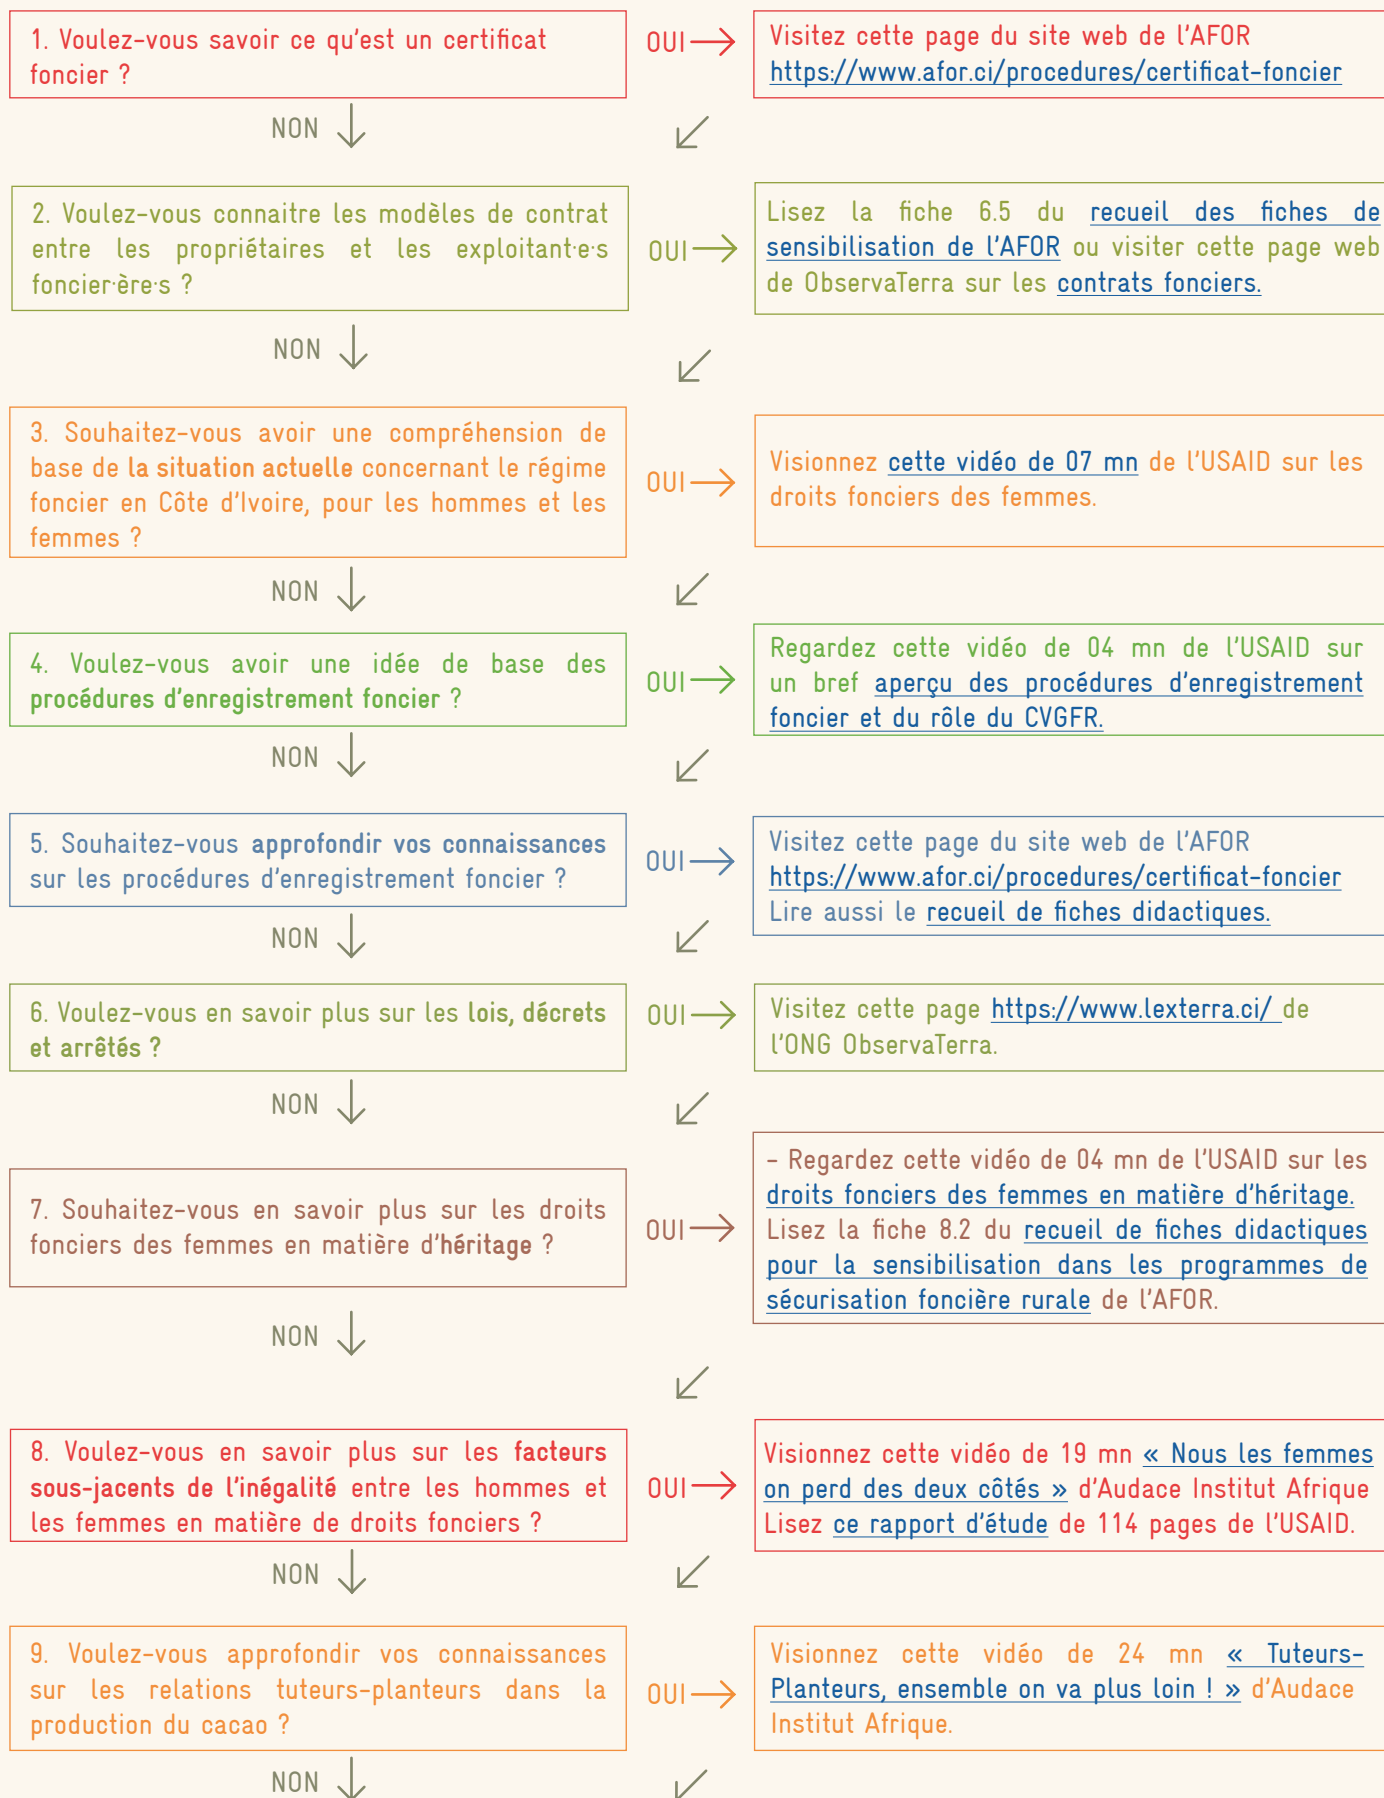 1. Voulez-vous savoir ce qu'est un certificat
foncier ?
OUI
Visitez cette page du site web de l'AFOR
https://www.afor.ci/procedures/certificat-foncier
NON
2. Voulez-vous connaitre les modèles de contrat
entre les propriétaires et les exploitant·e·s
foncier·ère·s ?
OUI
Lisez la fiche 6.5 du recueil des fiches de
sensibilisation de l'AFOR ou visiter cette page web
de ObservaTerra sur les contrats fonciers.
NON
3. Souhaitez-vous avoir une compréhension de
base de la situation actuelle concernant le régime
foncier en Côte d'Ivoire, pour les hommes et les
femmes ?
OUI
Visionnez cette vidéo de 07 mn de l'USAID sur les
droits fonciers des femmes.
NON
4. Voulez-vous avoir une idée de base des
procédures d'enregistrement foncier ?
OUI
Regardez cette vidéo de 04 mn de l'USAID sur
un bref aperçu des procédures d'enregistrement
foncier et du rôle du CVGFR.
NON
5. Souhaitez-vous approfondir vos connaissances
sur les procédures d'enregistrement foncier ?
OUI
Visitez cette page du site web de l'AFOR
https://www.afor.ci/procedures/certificat-foncier
Lire aussi le recueil de fiches didactiques.
NON
6. Voulez-vous en savoir plus sur les lois, décrets
et arrêtés ?
OUI
Visitez cette page https://www.lexterra.ci/ de
l'ONG ObservaTerra.
NON
7. Souhaitez-vous en savoir plus sur les droits
fonciers des femmes en matière d'héritage ?
OUI
- Regardez cette vidéo de 04 mn de l'USAID sur les
droits fonciers des femmes en matière d'héritage.
Lisez la fiche 8.2 du recueil de fiches didactiques
pour la sensibilisation dans les programmes de
sécurisation foncière rurale de l'AFOR.
NON
8. Voulez-vous en savoir plus sur les facteurs
sous-jacents de l'inégalité entre les hommes et
les femmes en matière de droits fonciers ?
OUI
Visionnez cette vidéo de 19 mn « Nous les femmes
on perd des deux côtés » d'Audace Institut Afrique
Lisez ce rapport d'étude de 114 pages de l'USAID.
NON
9. Voulez-vous approfondir vos connaissances
sur les relations tuteurs-planteurs dans la
production du cacao ?
OUI
Visionnez cette vidéo de 24 mn « Tuteurs-
Planteurs, ensemble on va plus loin ! » d'Audace
Institut Afrique.
NON